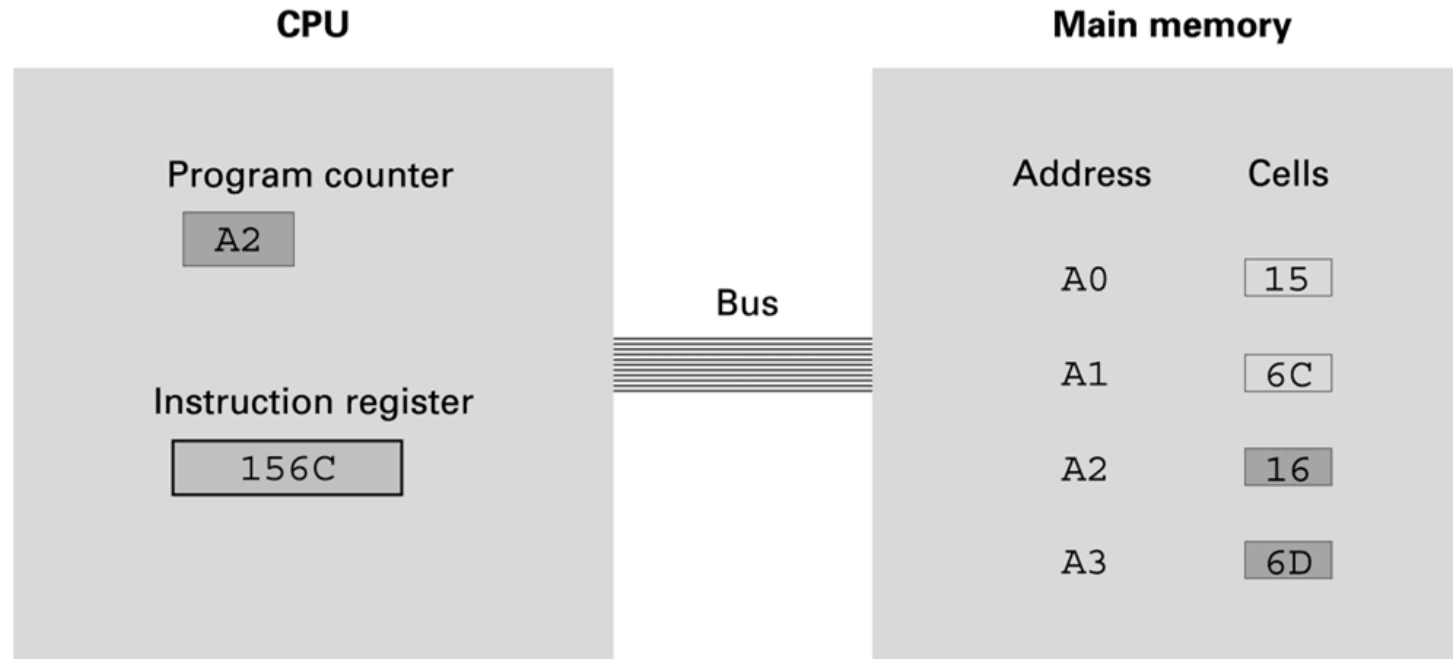 CPU
Main memory
Program counter
A2
Instruction register
156C
Bus
Address Cells
A0 15
A1 6C
A2 16
A3 6D